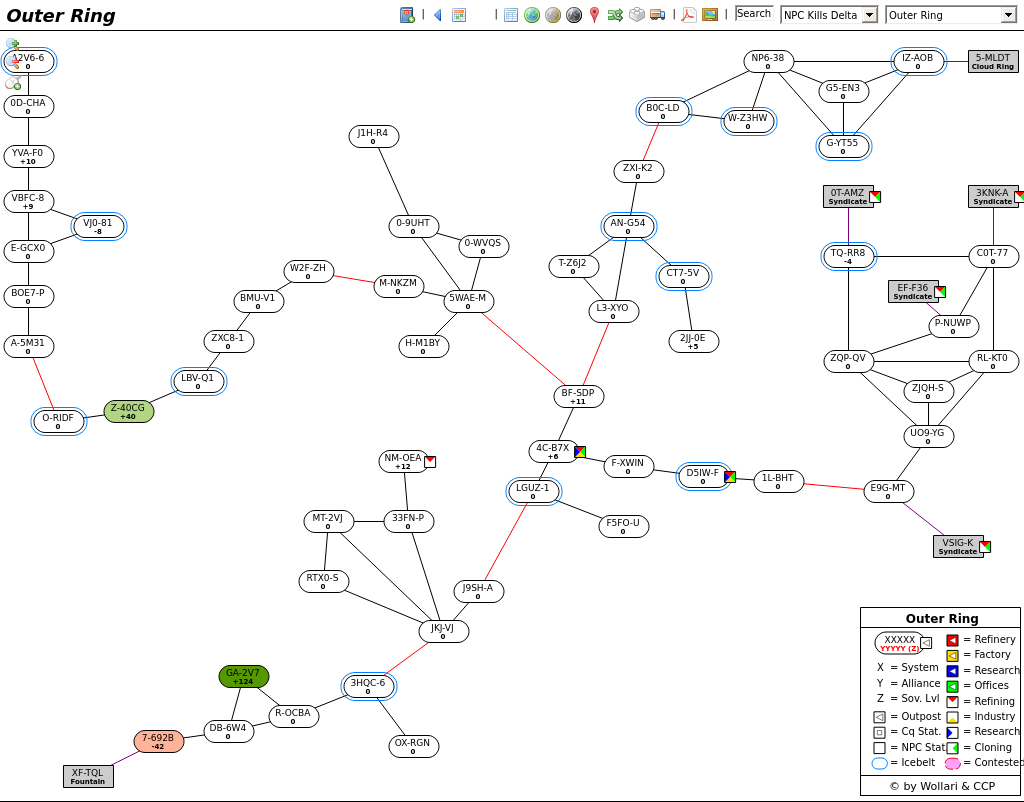 Outer Ring
Search
NPC Kills Delta
Outer Ring
A2V6-6
0
0D-CHA
0
YVA-F0
+10
VBFC-8
+9
VJ0-81
-8
E-GCX0
0
BOE7-P
0
A-5M31
0
O-RIDF
0
Z-40CG
+40
LBV-Q1
0
ZXC8-1
0
BMU-V1
0
W2F-ZH
0
M-NKZM
0
J1H-R4
0
0-9UHT
0
0-WVQS
0
5WAE-M
0
H-M1BY
0
NP6-38
0
IZ-AOB
0
5-MLDT
Cloud Ring
G5-EN3
0
B0C-LD
0
W-Z3HW
0
G-YT55
0
ZXI-K2
0
AN-G54
0
T-Z6J2
0
CT7-5V
0
L3-XYO
0
2JJ-0E
+5
0T-AMZ
Syndicate
3KNK-A
Syndicate
TQ-RR8
-4
C0T-77
0
EF-F36
Syndicate
P-NUWP
0
ZQP-QV
0
RL-KT0
0
ZJQH-S
0
UO9-YG
0
BF-SDP
+11
4C-B7X
+6
F-XWIN
0
D5IW-F
0
1L-BHT
0
E9G-MT
0
VSIG-K
Syndicate
NM-OEA
+12
LGUZ-1
0
F5FO-U
0
MT-2VJ
0
33FN-P
0
RTX0-S
0
J9SH-A
0
JKJ-VJ
0
GA-2V7
+124
3HQC-6
0
R-OCBA
0
DB-6W4
0
7-692B
-42
OX-RGN
0
XF-TQL
Fountain
Outer Ring
XXXXX
YYYYY (Z)
= Refinery
= Factory
X = System
= Research
Y = Alliance
= Offices
Z = Sov. Lvl
= Refining
= Outpost
= Industry
= Cq Stat.
= Research
= NPC Stat
= Cloning
= Icebelt
= Contested
© by Wollari & CCP